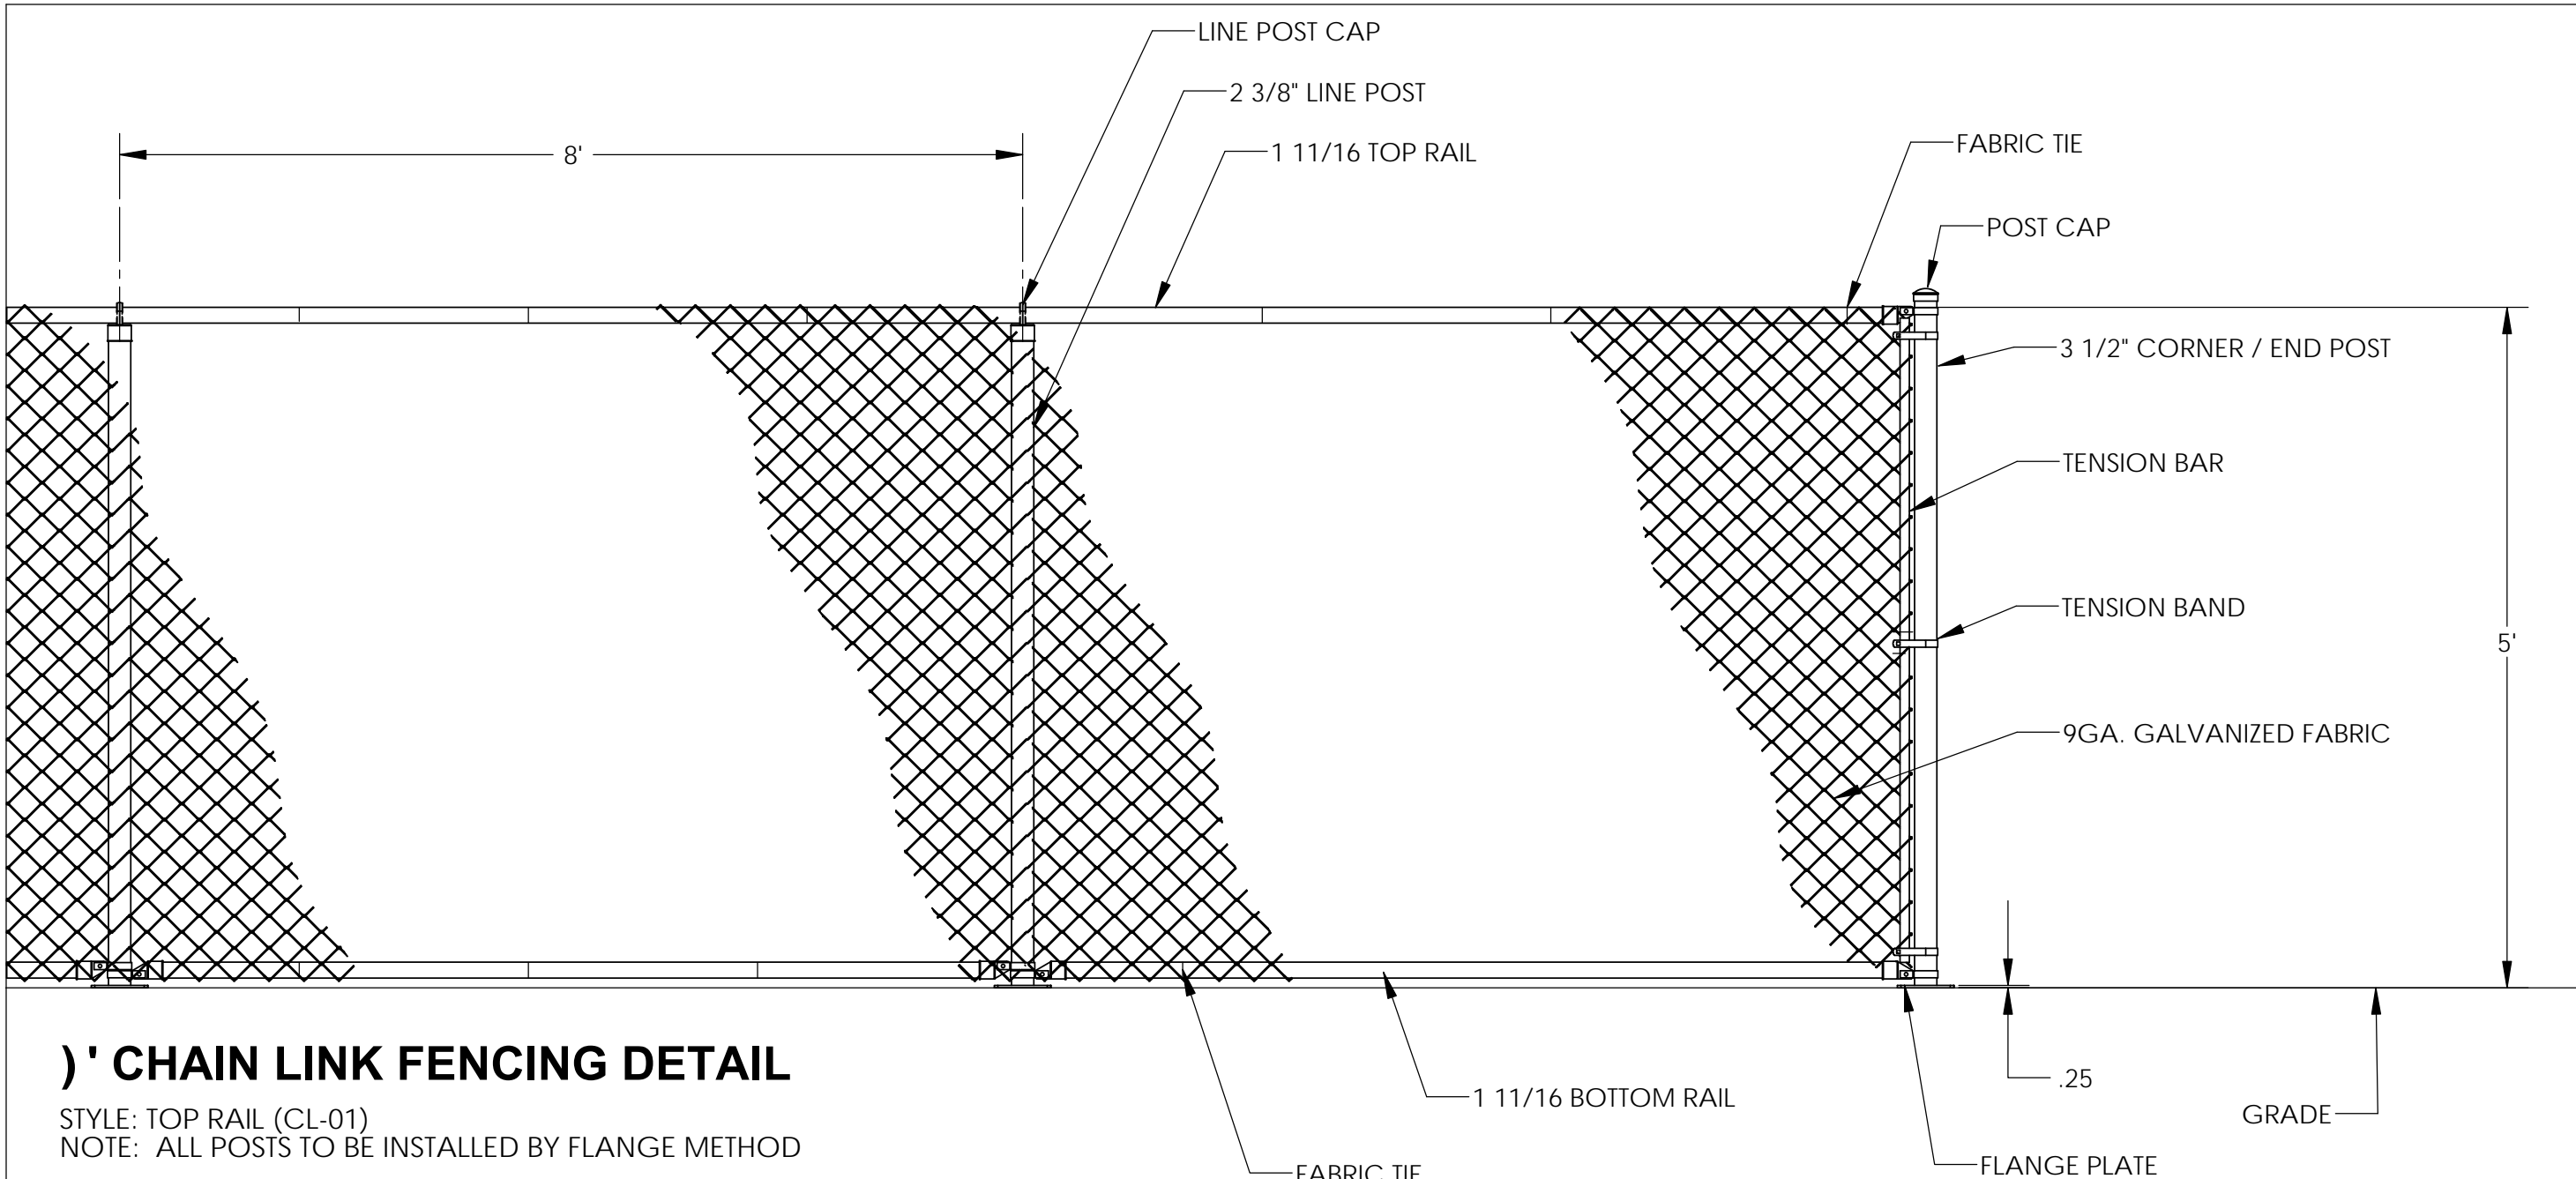 LINE POST CAP
2 3/8" LINE POST
1 11/16 TOP RAIL
FABRIC TIE
POST CAP
8'
3 1/2" CORNER / END POST
TENSION BAR
TENSION BAND
5'
9GA. GALVANIZED FABRIC
.25
1 11/16 BOTTOM RAIL
GRADE
FABRIC TIE
FLANGE PLATE
)' CHAIN LINK FENCING DETAIL
STYLE: TOP RAIL (CL-01)
NOTE: ALL POSTS TO BE INSTALLED BY FLANGE METHOD